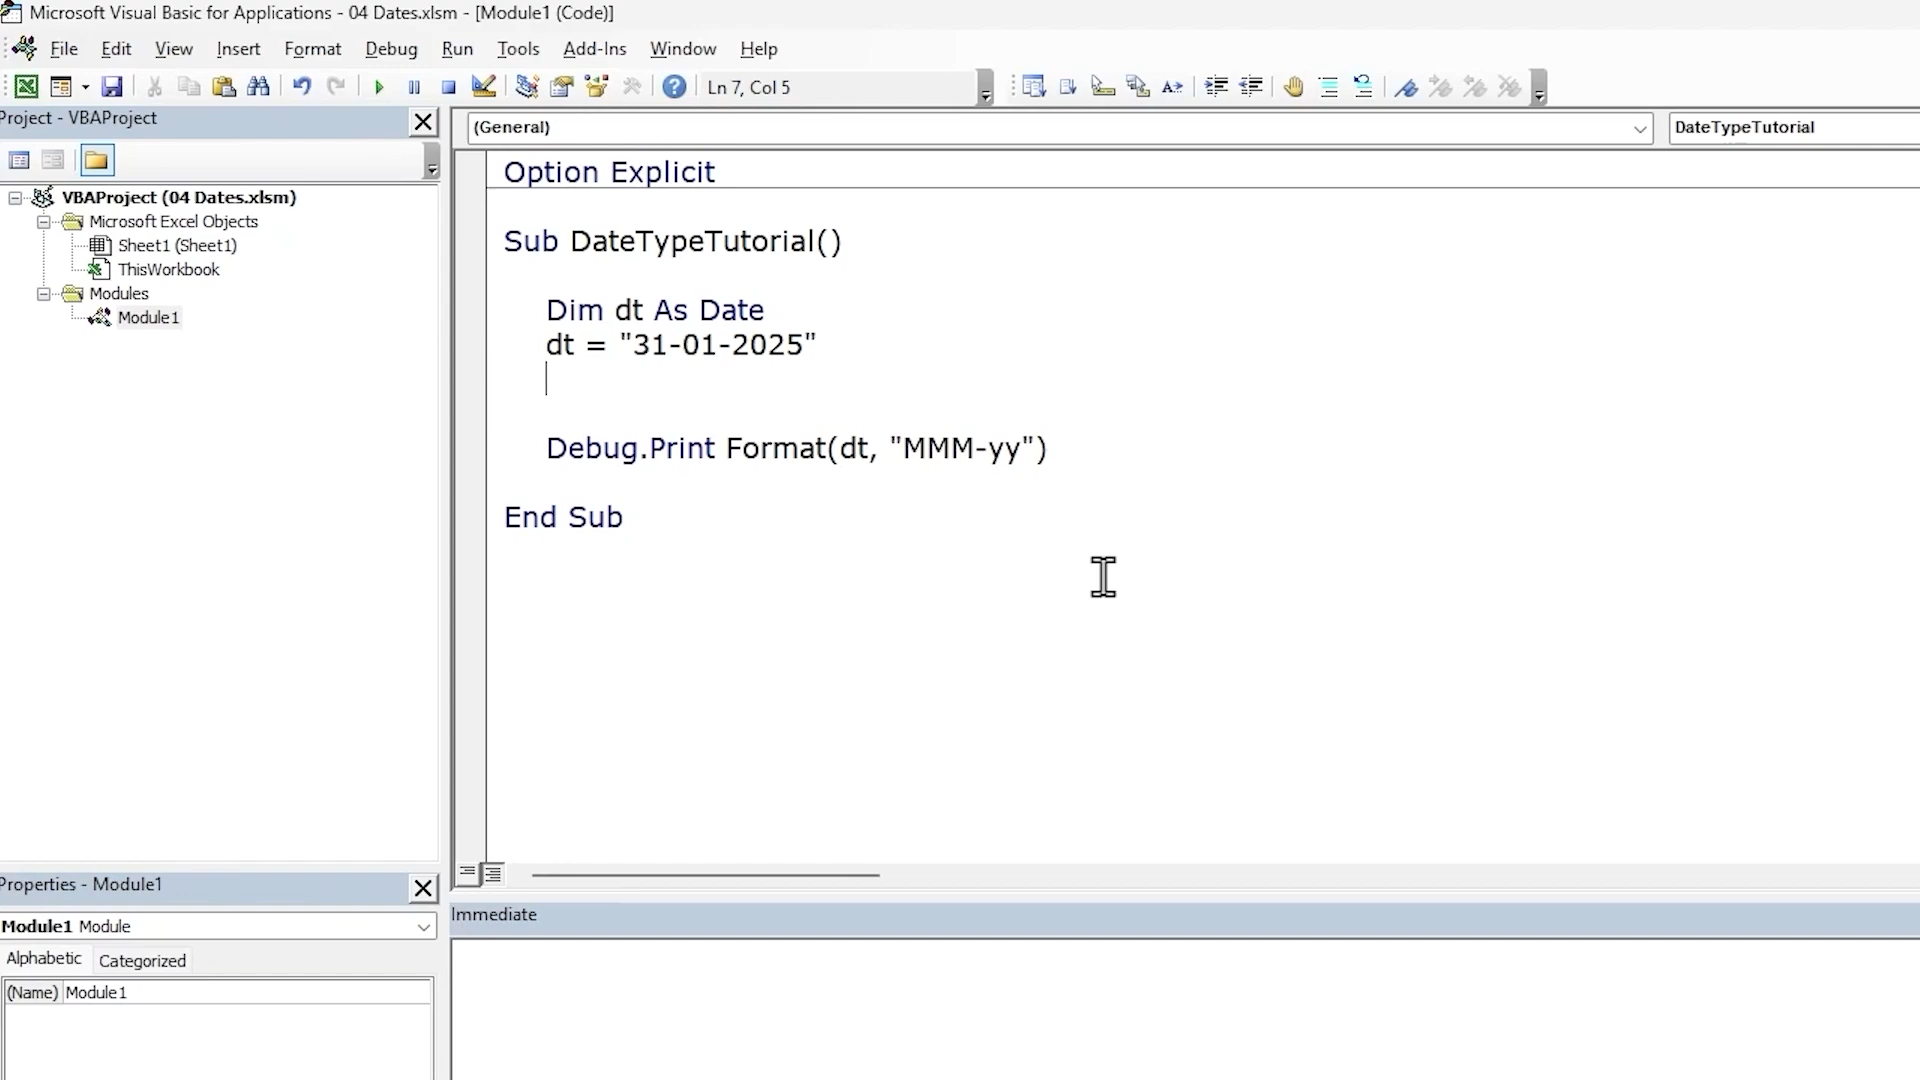 Microsoft Visual Basic for Applications - 04 Dates.xlsm - [Module1 (Code)]
File Edit View Insert Format Debug Run Tools Add-Ins Window Help
Ln 7, Col 5
Project - VBAProject
VBAProject (04 Dates.xlsm)
Microsoft Excel Objects
Sheet1 (Sheet1)
ThisWorkbook
Modules
Module1
(General)
DateTypeTutorial
Option Explicit
Sub DateTypeTutorial()
Dim dt As Date
dt = "31-01-2025"
Debug.Print Format(dt, "MMM-yy")
End Sub
Properties - Module1
Module1 Module
Alphabetic Categorized
(Name) Module1
Immediate